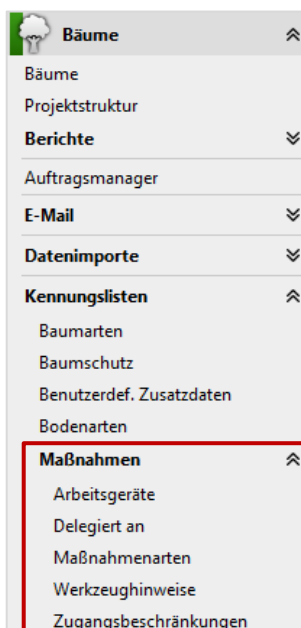 Bäume
Bäume
Projektstruktur
Berichte
Auftragsmanager
E-Mail
Datenimporte
Kennungslisten
Baumarten
Baumschutz
Benutzerdef. Zusatzdaten
Bodenarten
Maßnahmen
Arbeitsgeräte
Delegiert an
Maßnahmenarten
Werkzeughinweise
Zugangsbeschränkungen